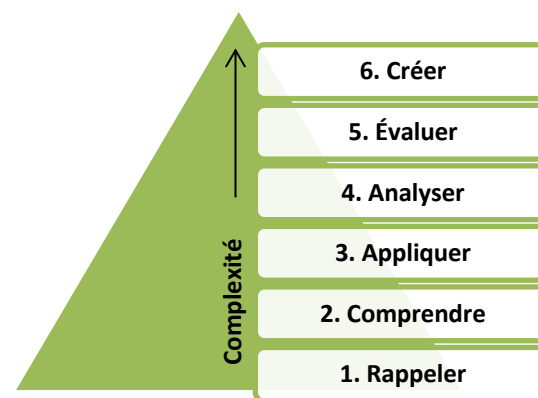 6. Créer
5. Évaluer
4. Analyser
3. Appliquer
2. Comprendre
1. Rappeler
Complexité